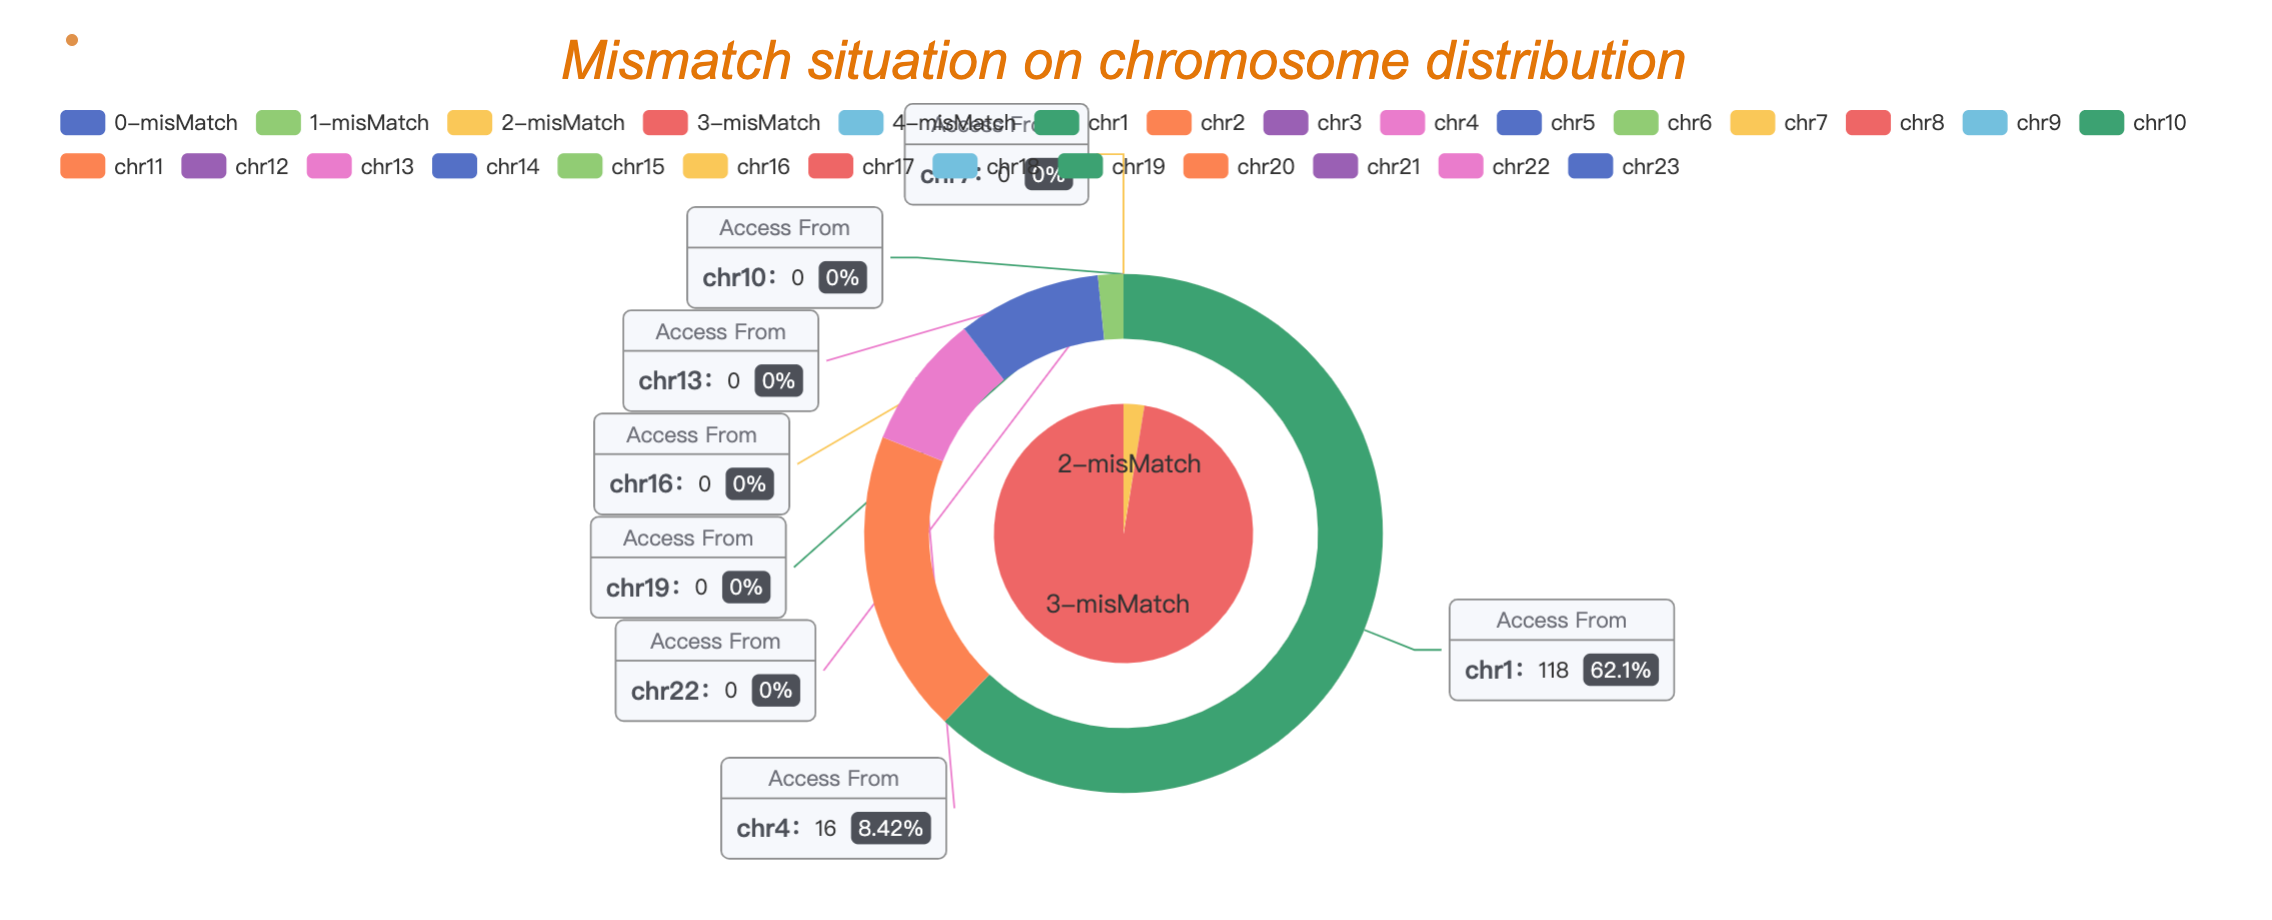 Mismatch situation on chromosome distribution
0-misMatch 1-misMatch 2-misMatch 3-misMatch 4-misMatch chr1 chr2 chr3 chr4 chr5 chr6 chr7 chr8 chr9 chr10
chr11 chr12 chr13 chr14 chr15 chr16 chr17 chr18 chr19 chr20 chr21 chr22 chr23
Access From
chr7: 0 0%
Access From
chr10: 0 0%
Access From
chr13: 0 0%
Access From
chr16: 0 0%
Access From
chr19: 0 0%
Access From
chr22: 0 0%
Access From
chr4: 16 8.42%
2-misMatch
3-misMatch
Access From
chr1: 118 62.1%